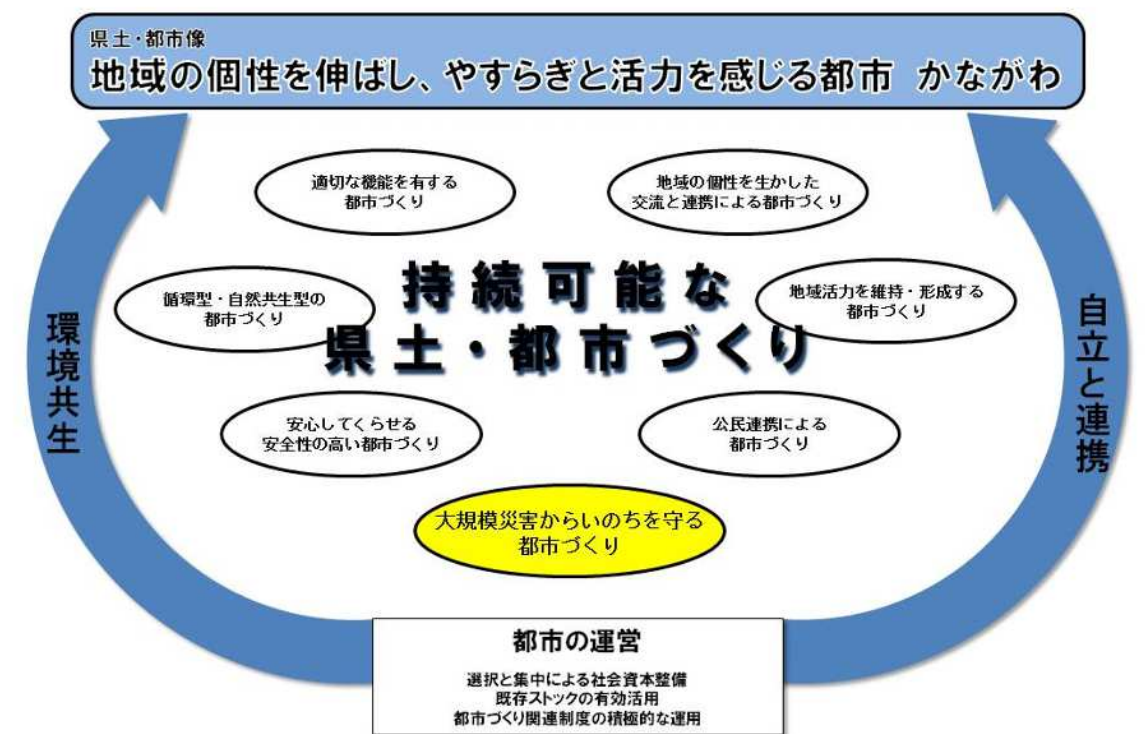 県土・都市像
地域の個性を伸ばし、やすらぎと活力を感じる都市　かながわ
適切な機能を有する
都市づくり
地域の個性を生かした
交流と連携による都市づくり
循環型・自然共生型の
都市づくり
持続可能な
県土・都市づくり
地域活力を維持・形成する
都市づくり
環境共生
自立と連携
安心してくらせる
安全性の高い都市づくり
公民連携による
都市づくり
大規模災害からいのちを守る
都市づくり
都市の運営
選択と集中による社会資本整備
既存ストックの有効活用
都市づくり関連制度の積極的な運用